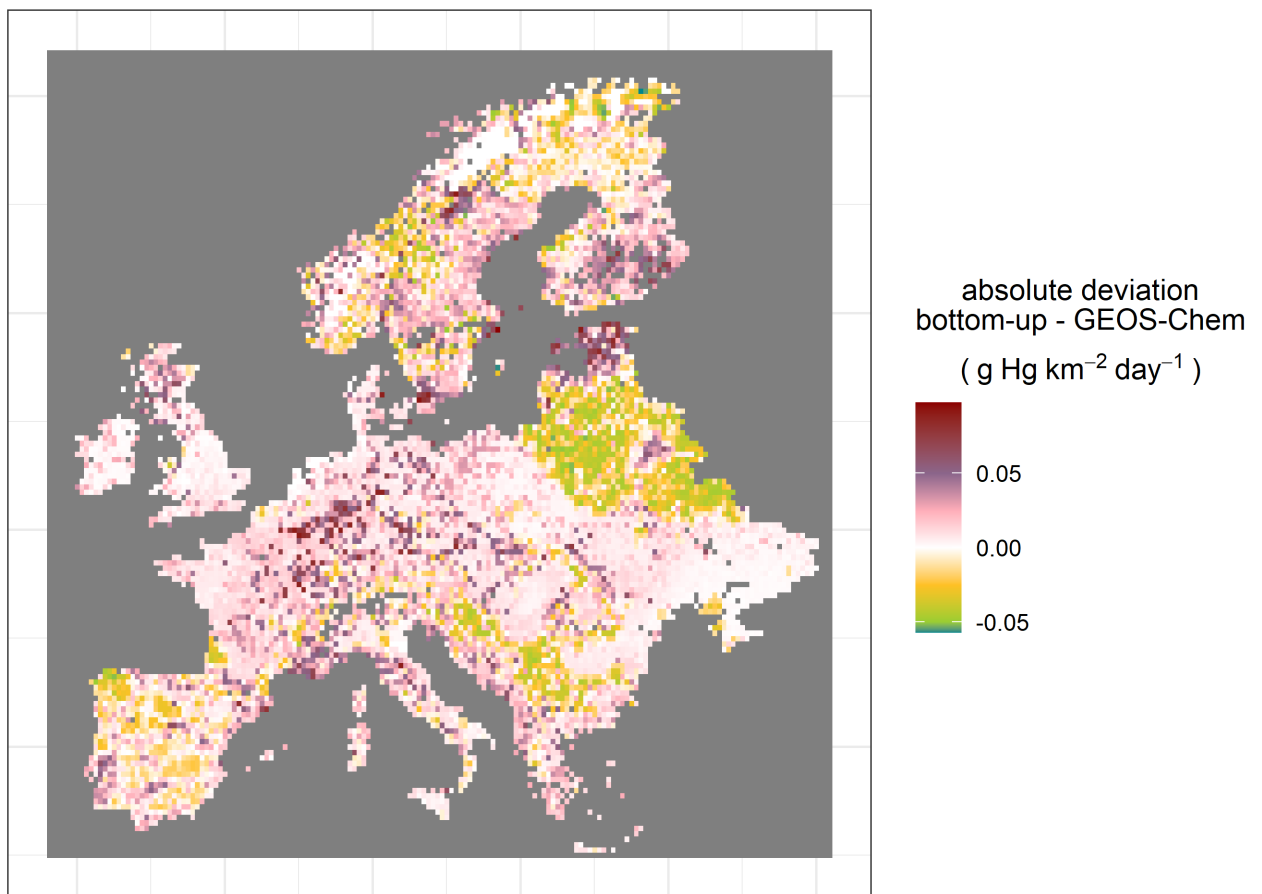 absolute deviation
bottom-up - GEOS-Chem
( g Hg km⁻² day⁻¹ )
0.05
0.00
-0.05